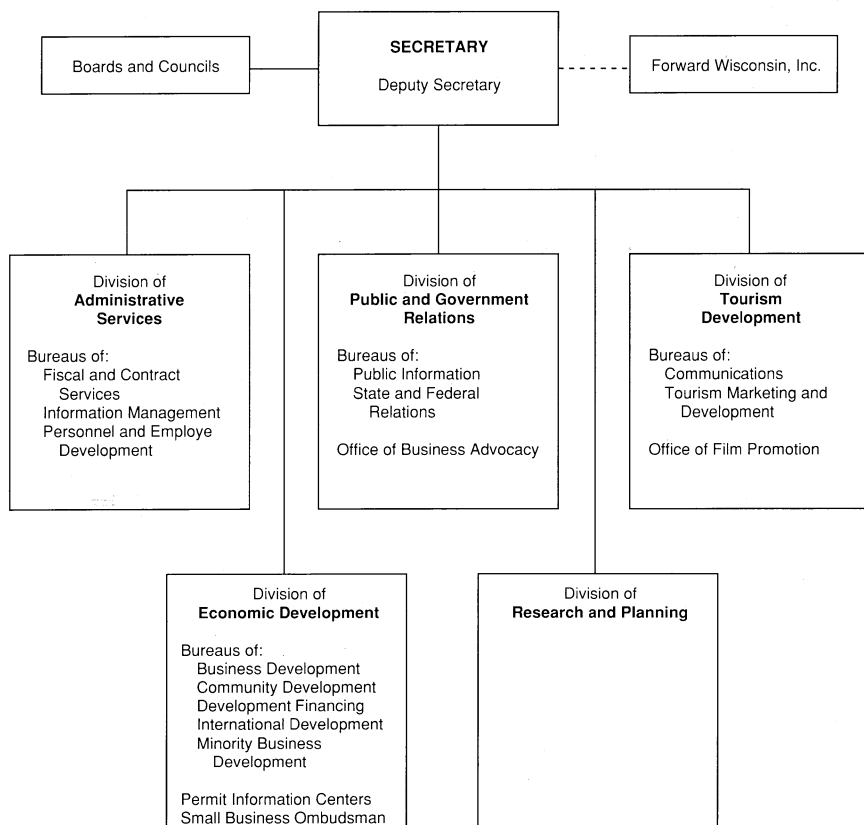 Boards and Councils
SECRETARY
Deputy Secretary
Forward Wisconsin, Inc.
Division of
Administrative
Services
Bureaus of:
Fiscal and Contract
Services
Information Management
Personnel and Employe
Development
Division of
Public and Government
Relations
Bureaus of:
Public Information
State and Federal
Relations
Office of Business Advocacy
Division of
Tourism
Development
Bureaus of:
Communications
Tourism Marketing and
Development
Office of Film Promotion
Division of
Economic Development
Bureaus of:
Business Development
Community Development
Development Financing
International Development
Minority Business
Development
Permit Information Centers
Small Business Ombudsman
Division of
Research and Planning